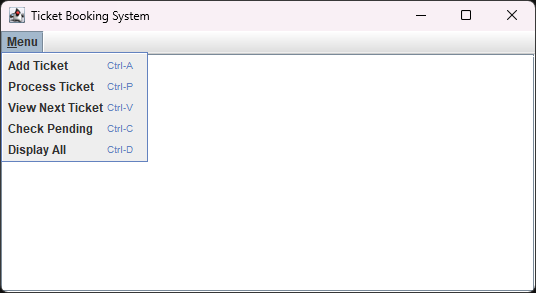 Ticket Booking System
Menu
Add Ticket Ctrl-A
Process Ticket Ctrl-P
View Next Ticket Ctrl-V
Check Pending Ctrl-C
Display All Ctrl-D